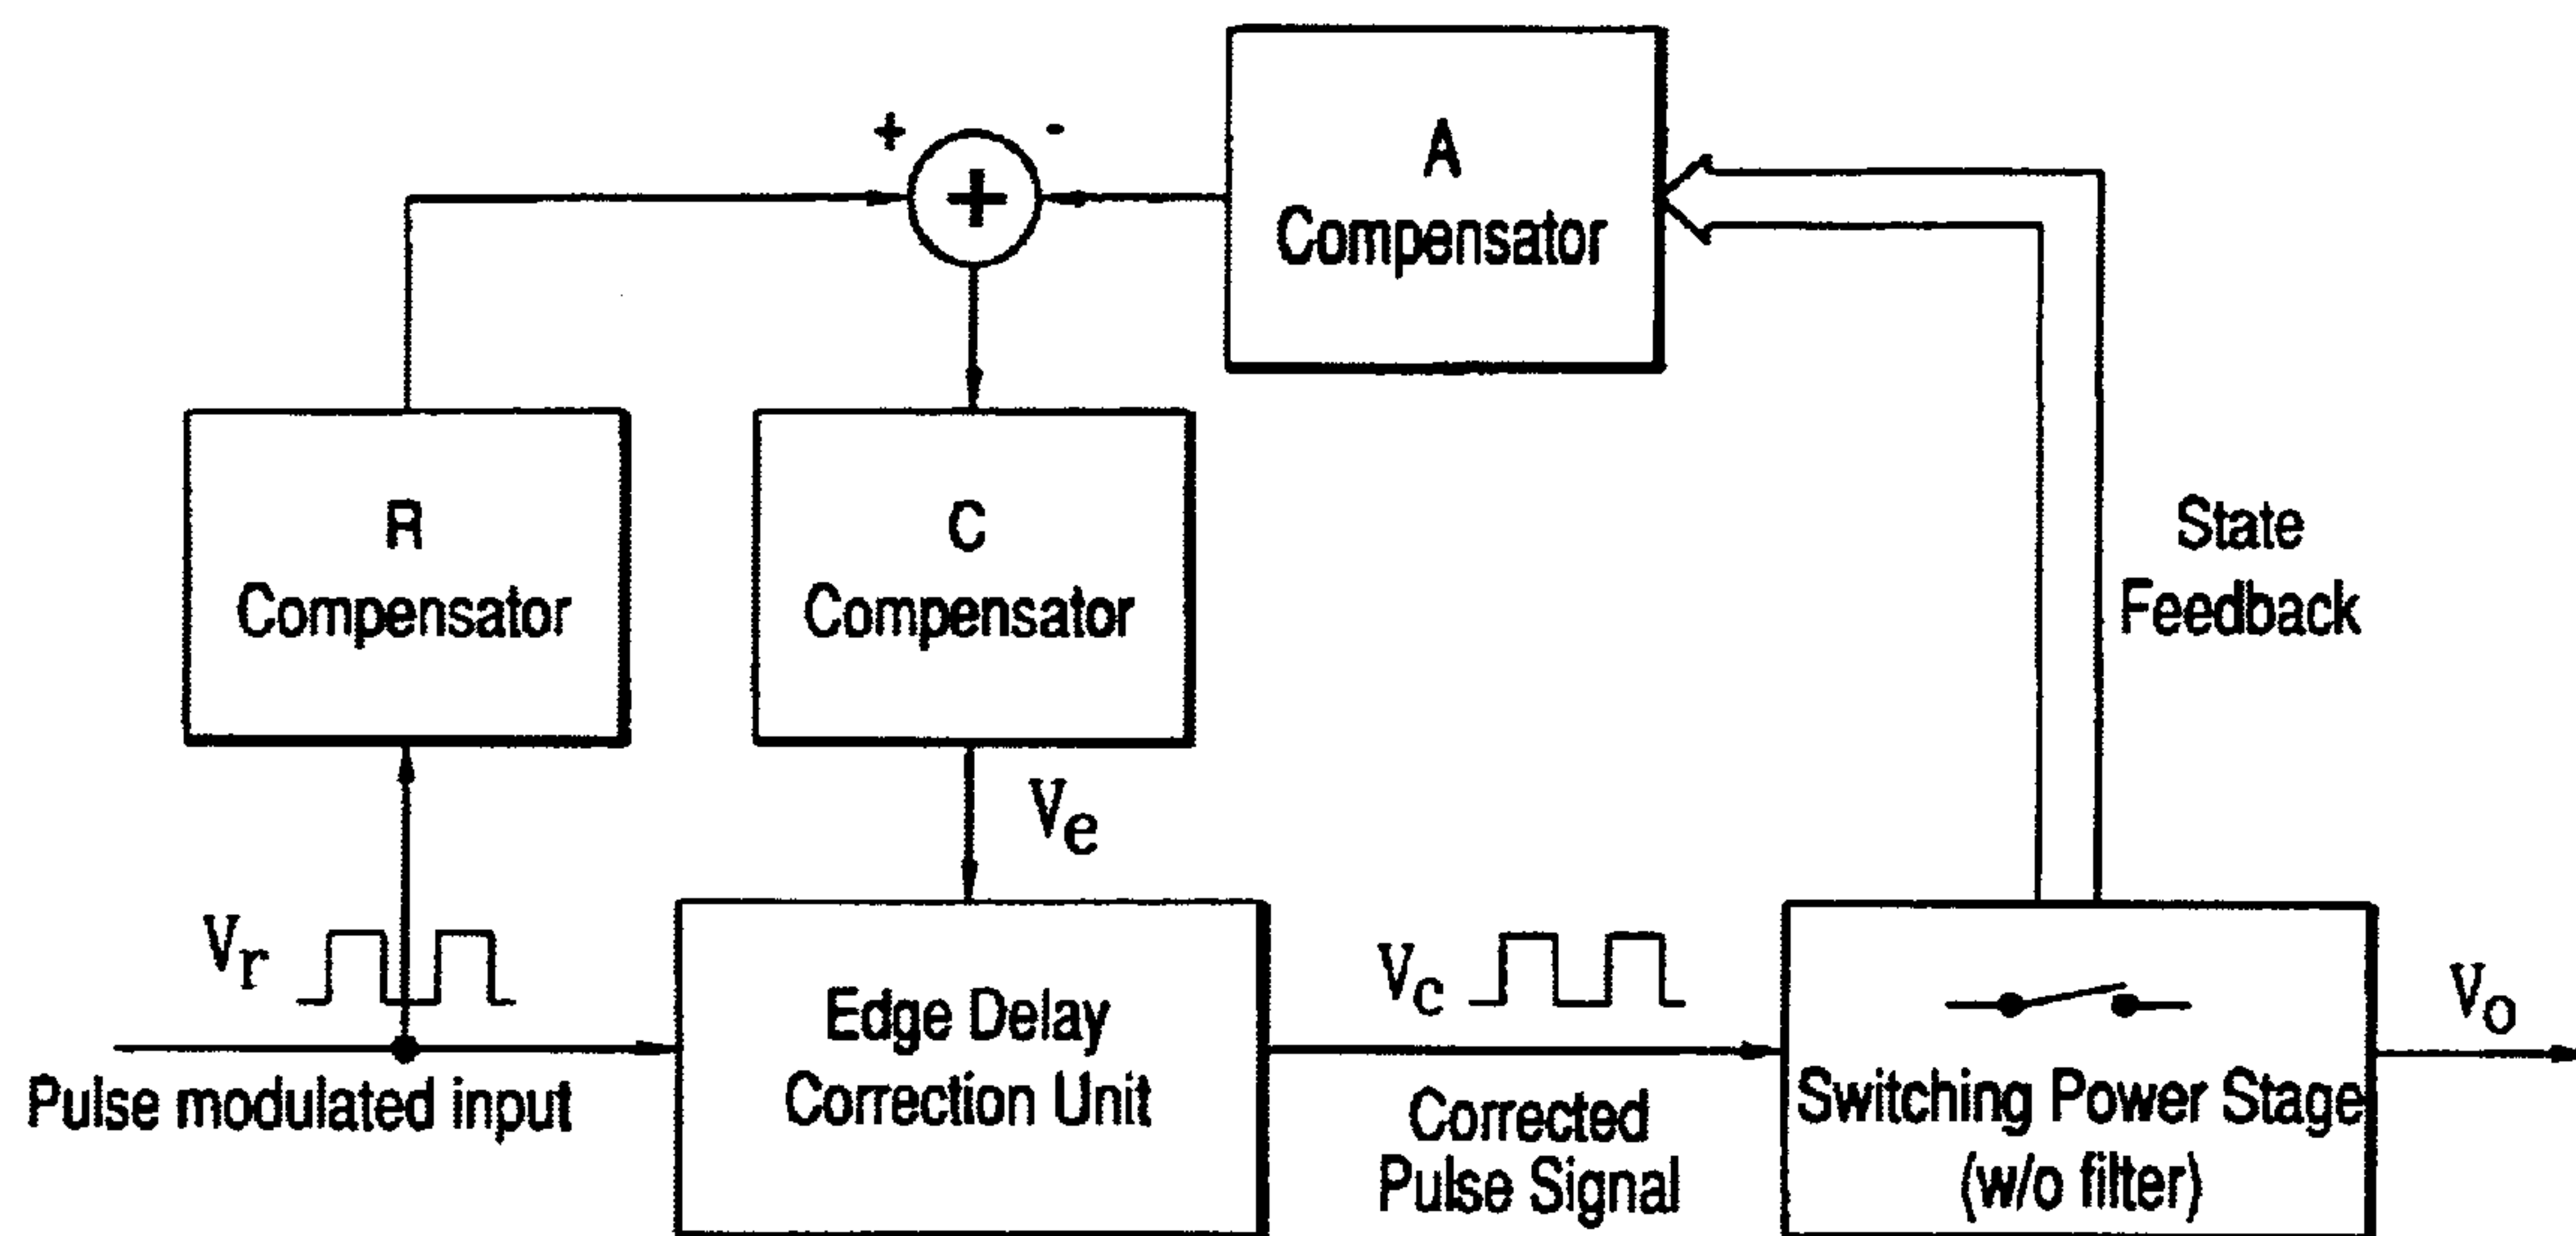 +
-
+
A
Compensator
R
Compensator
C
Compensator
State
Feedback
Ve
Vr
Pulse modulated input
Edge Delay
Correction Unit
Vc
Corrected
Pulse Signal
Switching Power Stage
(w/o filter)
Vo